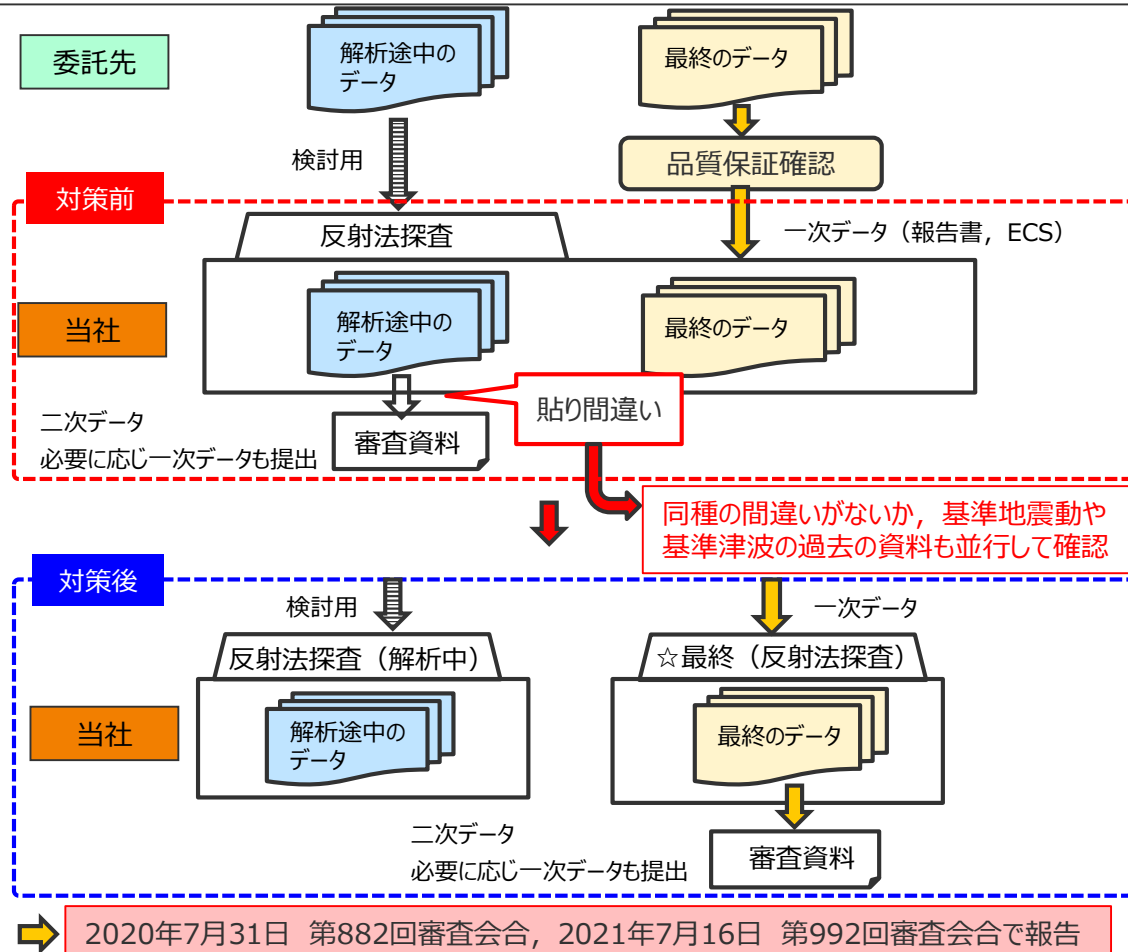 委託先
解析途中の
データ
最終のデータ
検討用
品質保証確認
対策前
反射法探査
一次データ（報告書，ECS）
当社
解析途中の
データ
最終のデータ
貼り間違い
二次データ
必要に応じ一次データも提出
審査資料
同種の間違いがないか，基準地震動や
基準津波の過去の資料も並行して確認
対策後
検討用
一次データ
反射法探査（解析中）
☆最終（反射法探査）
当社
解析途中の
データ
最終のデータ
二次データ
必要に応じ一次データも提出
審査資料
2020年7月31日 第882回審査会合，2021年7月16日 第992回審査会合で報告